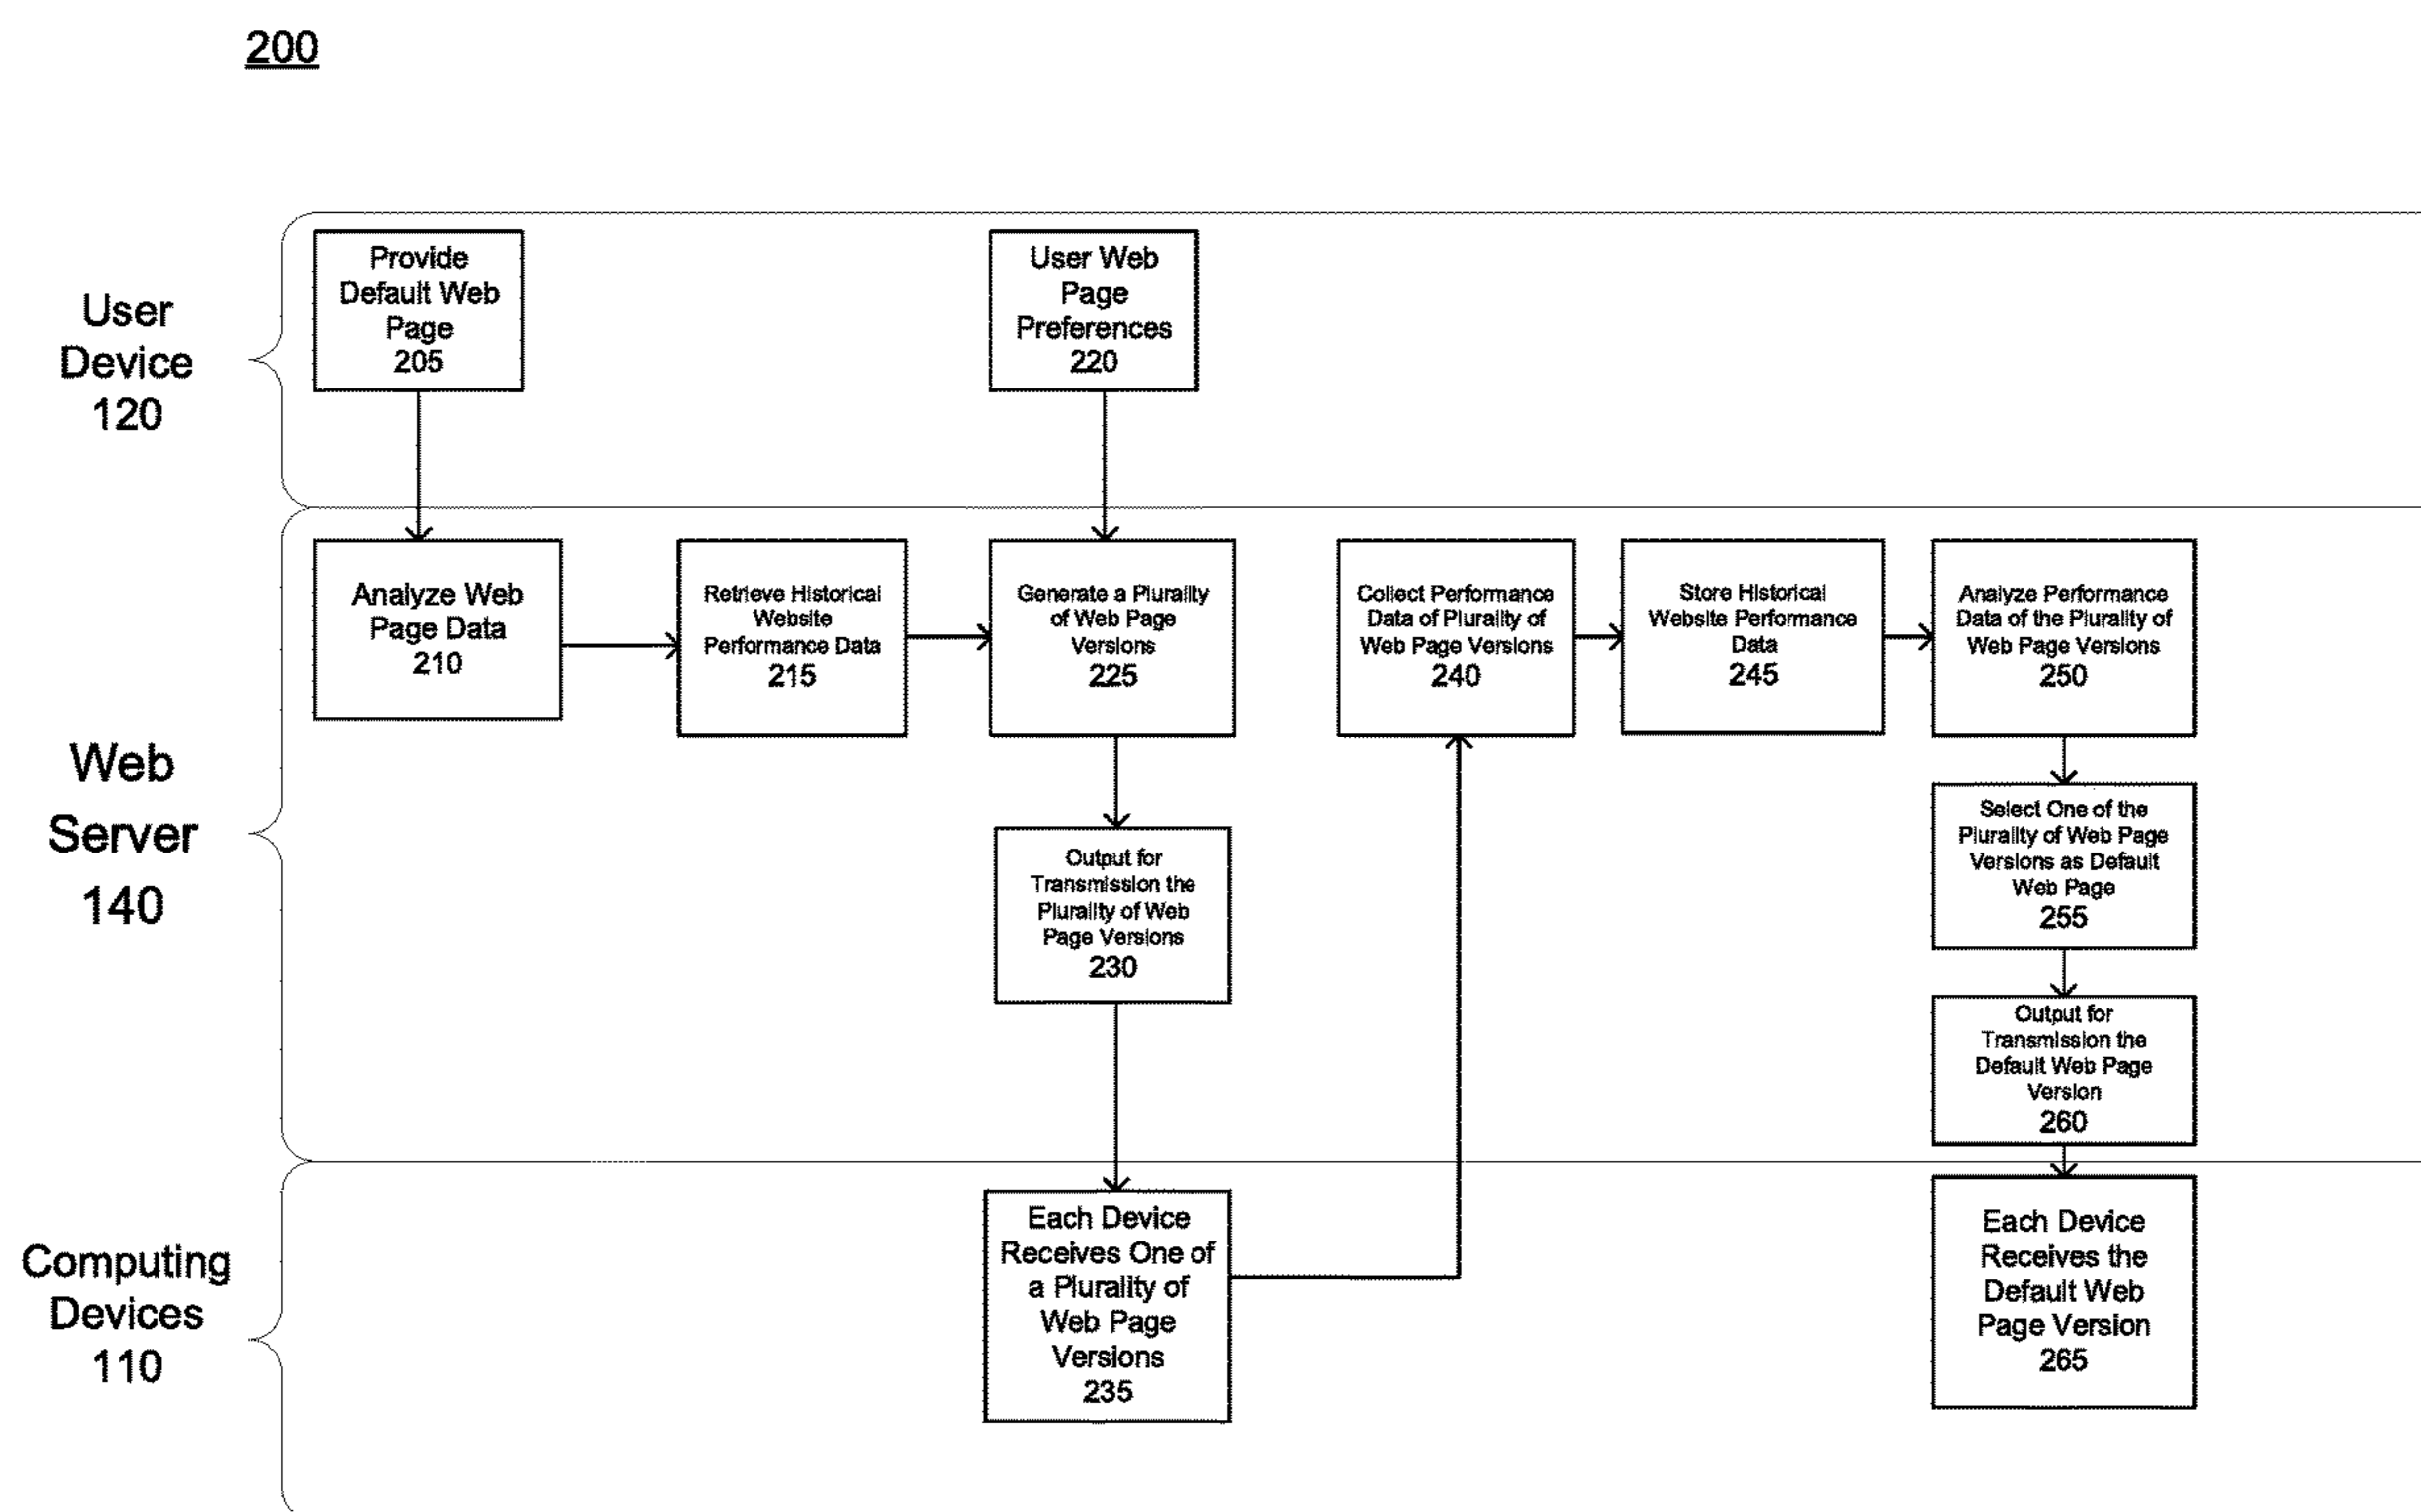 200
User
Device
120
Provide
Default Web
Page
205
User Web
Page
Preferences
220
Web
Server
140
Analyze Web
Page Data
210
Retrieve Historical
Website
Performance Data
215
Generate a Plurality
of Web Page
Versions
225
Collect Performance
Data of Plurality of
Web Page Versions
240
Store Historical
Website Performance
Data
245
Analyze Performance
Data of the Plurality of
Web Page Versions
250
Output for
Transmission the
Plurality of Web
Page Versions
230
Select One of the
Plurality of Web Page
Versions as Default
Web Page
255
Output for
Transmission the
Default Web Page
Version
260
Computing
Devices
110
Each Device
Receives One of
a Plurality of
Web Page
Versions
235
Each Device
Receives the
Default Web
Page Version
265